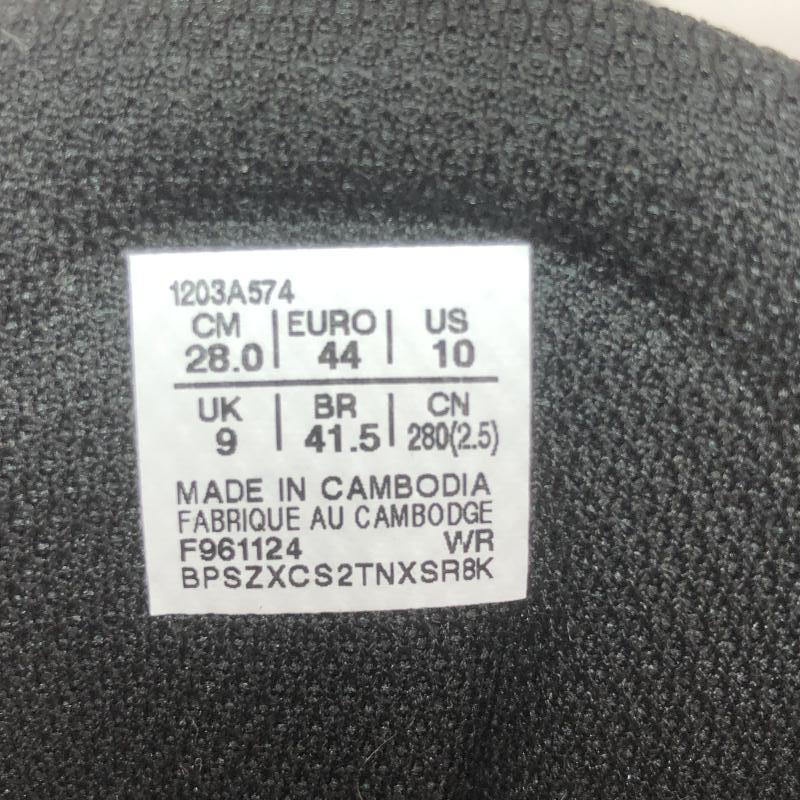 1203A574
CM | EURO | US
28.0 | 44 | 10
UK | BR | CN
9 | 41.5 | 280(2.5)
MADE IN CAMBODIA
FABRIQUE AU CAMBODGE
F961124 WR
BPSZXCS2TNXSR8K